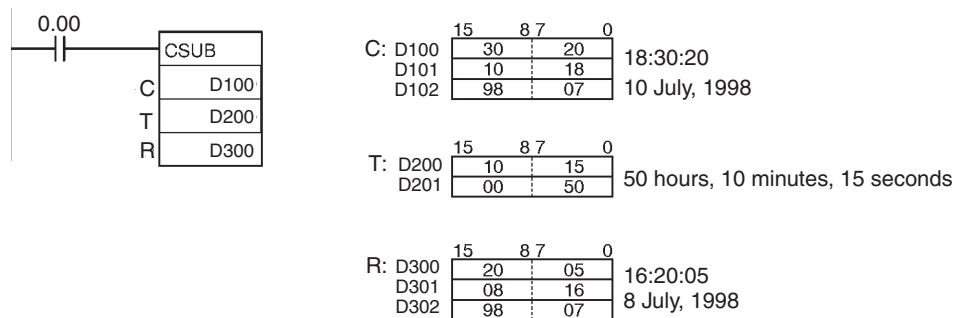 0.00
CSUB
C D100
T D200
R D300
15 8 7 0
C: D100 30 20 18:30:20
D101 10 18
D102 98 07 10 July, 1998
15 8 7 0
T: D200 10 15
D201 00 50 50 hours, 10 minutes, 15 seconds
15 8 7 0
R: D300 20 05 16:20:05
D301 08 16
D302 98 07 8 July, 1998